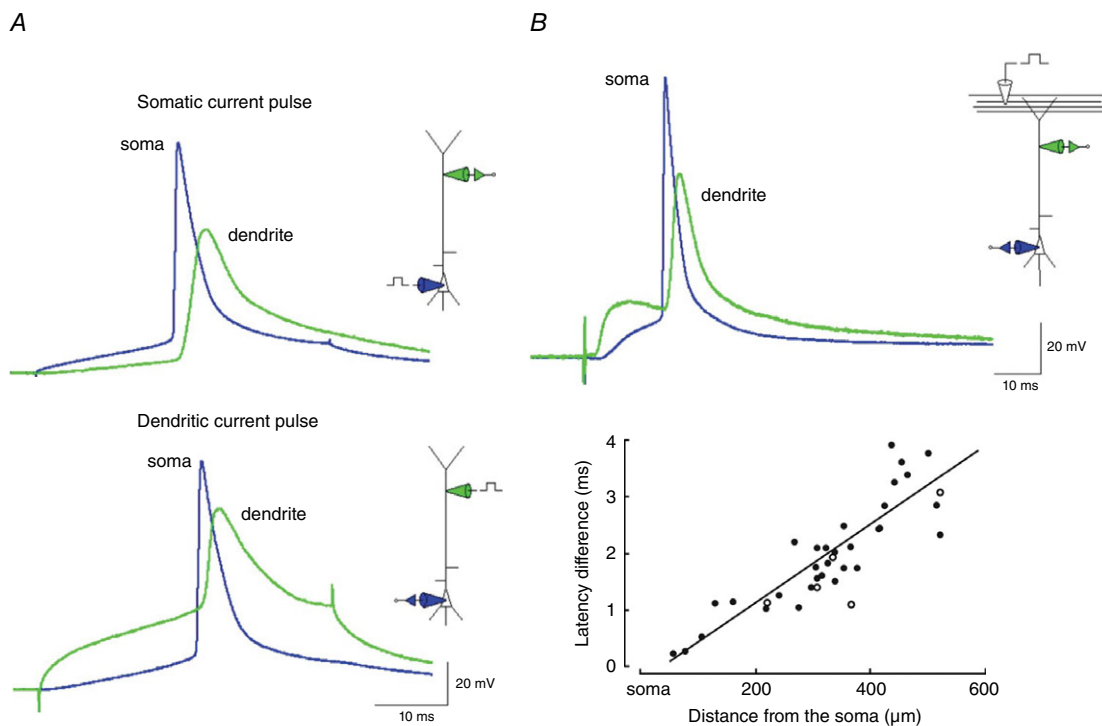 A
Somatic current pulse
soma
dendrite
Dendritic current pulse
soma
dendrite
20 mV
10 ms
B
soma
dendrite
20 mV
10 ms
Latency difference (ms)
4
3
2
1
0
soma
200
400
600
Distance from the soma (µm)